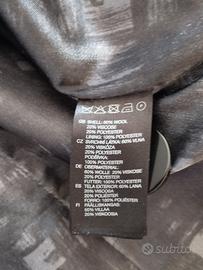 GB SHELL: 60% WOOL
20% VISCOSE
20% POLYESTER
LINING: 100% POLYESTER
CZ SVRCHNÍ LÁTKA: 60% VLNA
20% VISKÓZA
20% POLYESTER
PODŠÍVKA:
100% POLYESTER
DE OBERMATERIAL:
60% WOLLE
20% VISKOSE
20% POLYESTER
FUTTER: 100% POLYESTER
ES TELA EXTERIOR: 60% LANA
20% VISCOSA
20% POLIÉSTER
FORRO: 100% POLIÉSTER
FI PÄÄLLISKANGAS:
60% VILLAA
20% VISKOOSIA
subito